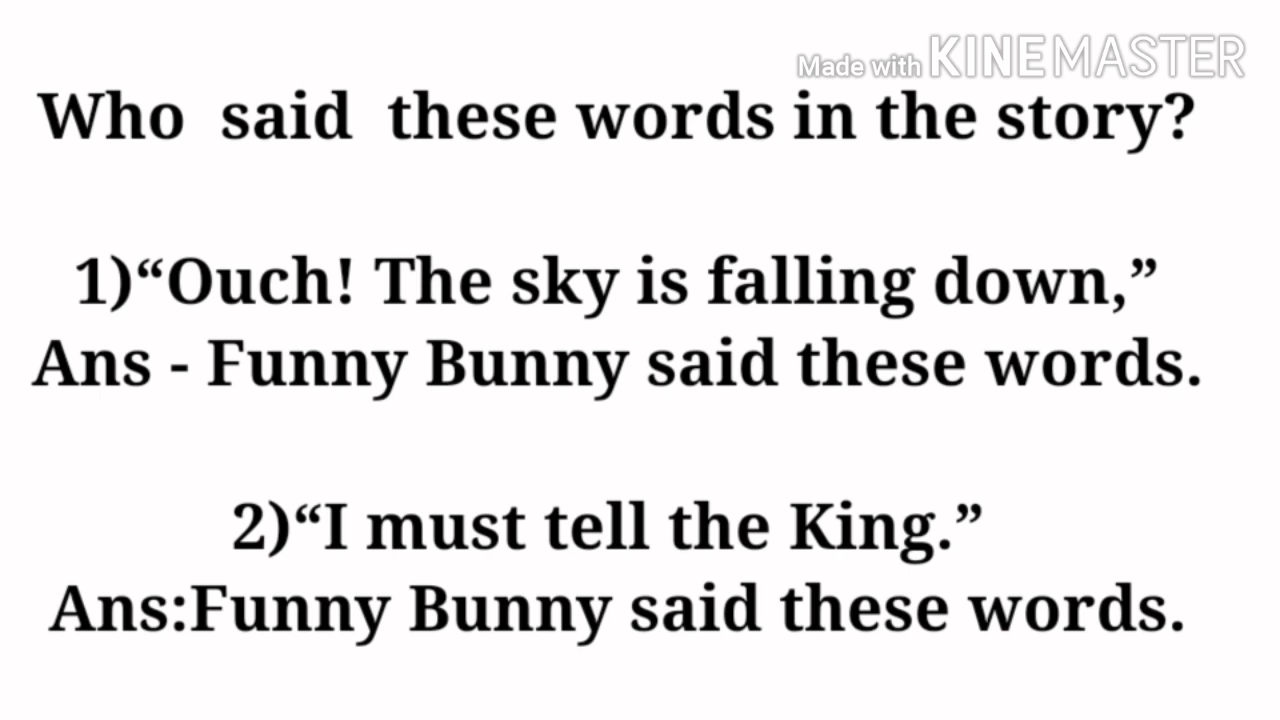 Made with KINEMASTER
Who said these words in the story?
1)“Ouch! The sky is falling down,”
Ans - Funny Bunny said these words.
2)“I must tell the King.”
Ans:Funny Bunny said these words.